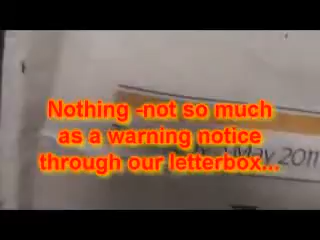 Nothing -not so much
as a warning notice
through our letterbox...
May 2011